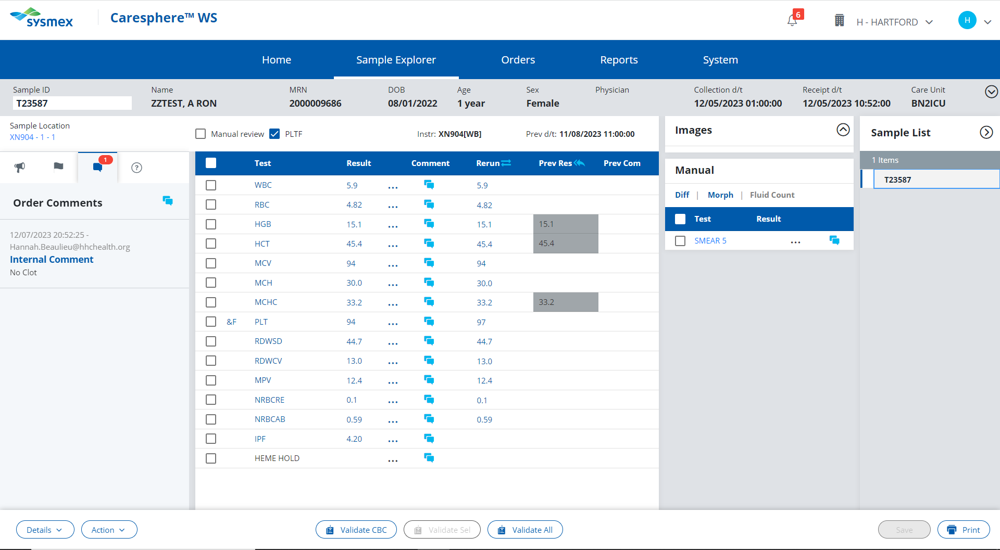 sysmex
Caresphere™ WS
6
H - HARTFORD
H
Home
Sample Explorer
Orders
Reports
System
Sample ID Name MRN DOB Age Sex Physician Collection d/t Receipt d/t Care Unit
T23587 ZZTEST, A RON 2000009686 08/01/2022 1 year Female 12/05/2023 01:00:00 12/05/2023 10:52:00 BN2ICU
Sample Location
XN904 - 1 - 1
1
?
Order Comments
12/07/2023 20:52:25 -
Hannah.Beaulieu@hhchealth.org
Internal Comment
No Clot
Manual review PLTF Instr: XN904[WB] Prev d/t: 11/08/2023 11:00:00
Test Result Comment Rerun Prev Res Prev Com
WBC 5.9 ... 5.9
RBC 4.82 ... 4.82
HGB 15.1 ... 15.1 15.1
HCT 45.4 ... 45.4 45.4
MCV 94 ... 94
MCH 30.0 ... 30.0
MCHC 33.2 ... 33.2 33.2
&F PLT 94 ... 97
RDWSD 44.7 ... 44.7
RDWCV 13.0 ... 13.0
MPV 12.4 ... 12.4
NRBCRE 0.1 ... 0.1
NRBCAB 0.59 ... 0.59
IPF 4.20 ...
HEME HOLD ...
Images
Manual
Diff | Morph | Fluid Count
Test Result
SMEAR 5 ...
Sample List
1 Items
T23587
Details
Action
Validate CBC
Validate Sel
Validate All
Save
Print